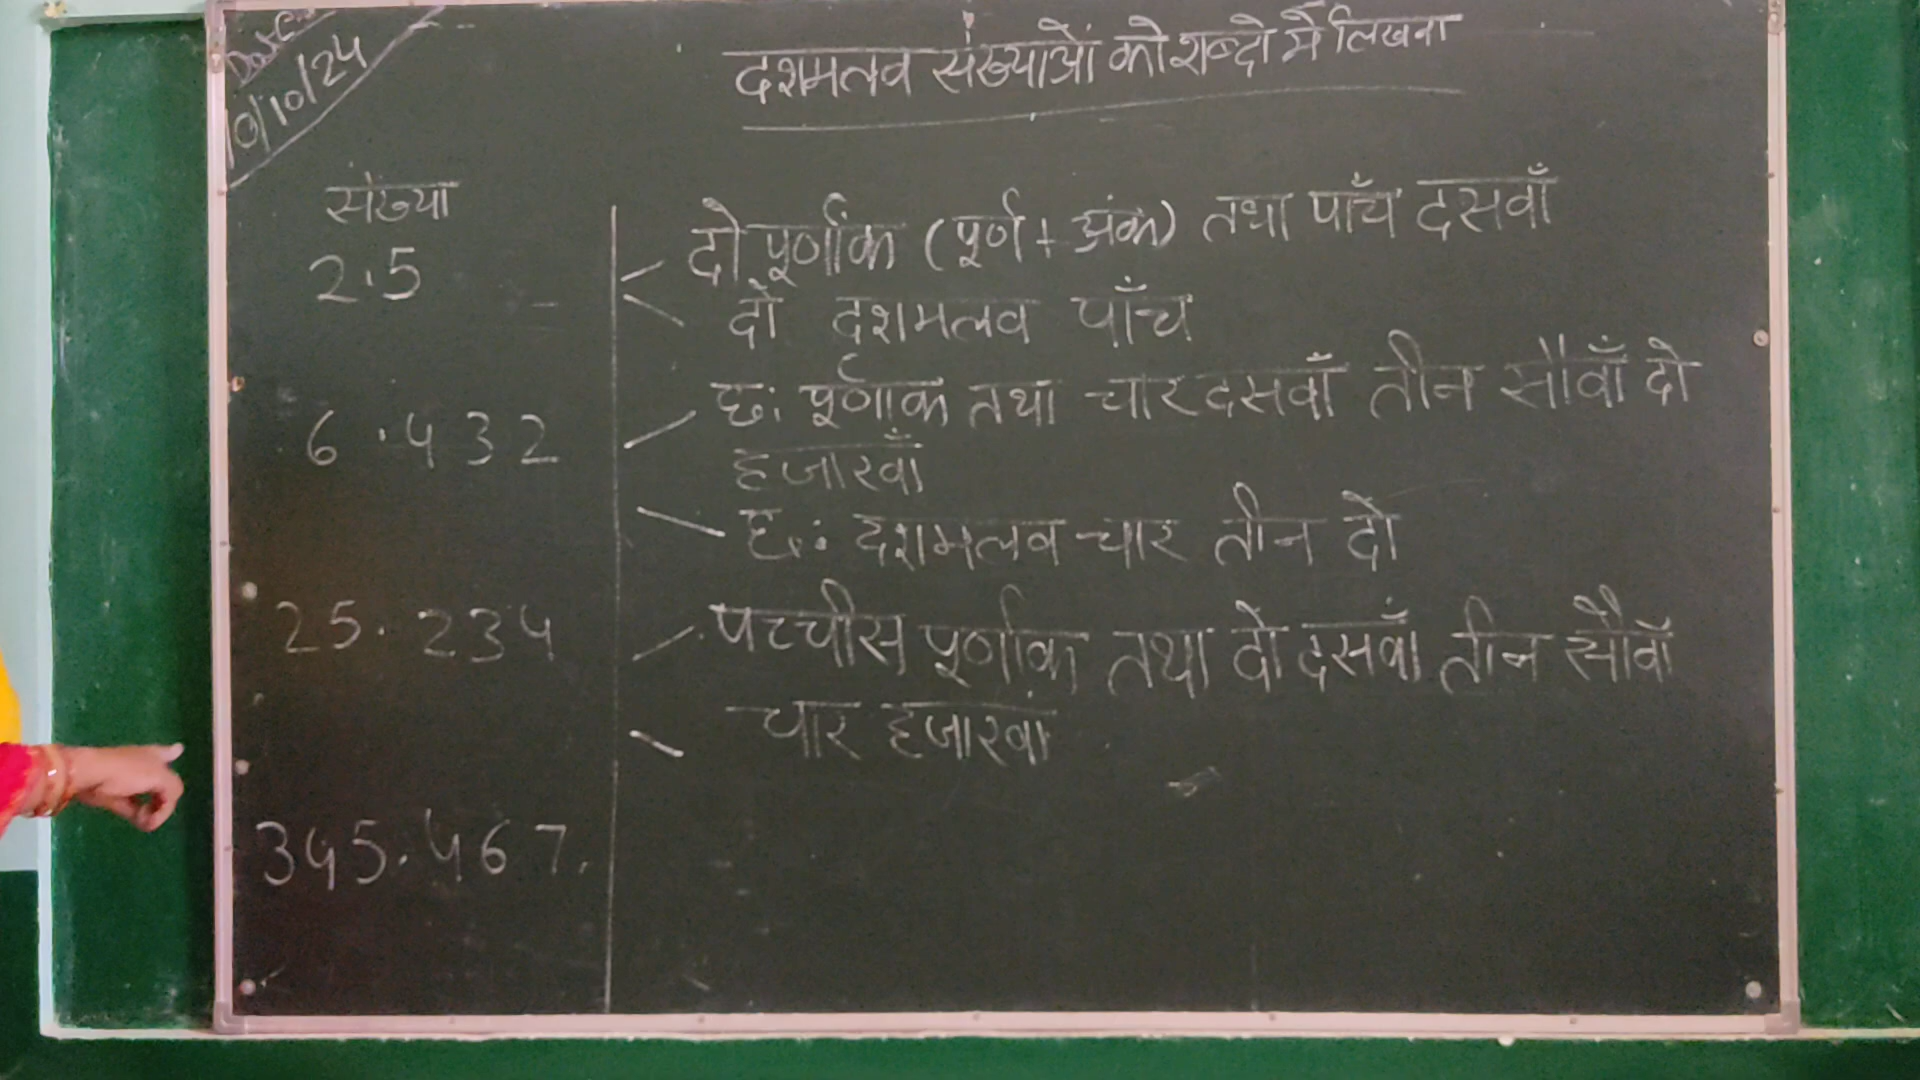 Date
10/10/24
दशमलव संख्याओं को शब्दो में लिखना
संख्या
2.5
दो पूर्णांक (पूर्ण + अंक) तथा पाँच दसवाँ
दो दशमलव पाँच
6.432
छ: पूर्णांक तथा चार दसवाँ तीन सौवाँ दो
हजारवाँ
छ: दशमलव चार तीन दो
25.234
पच्चीस पूर्णांक तथा दो दसवाँ तीन सौवाँ
चार हजारवां
345.467.